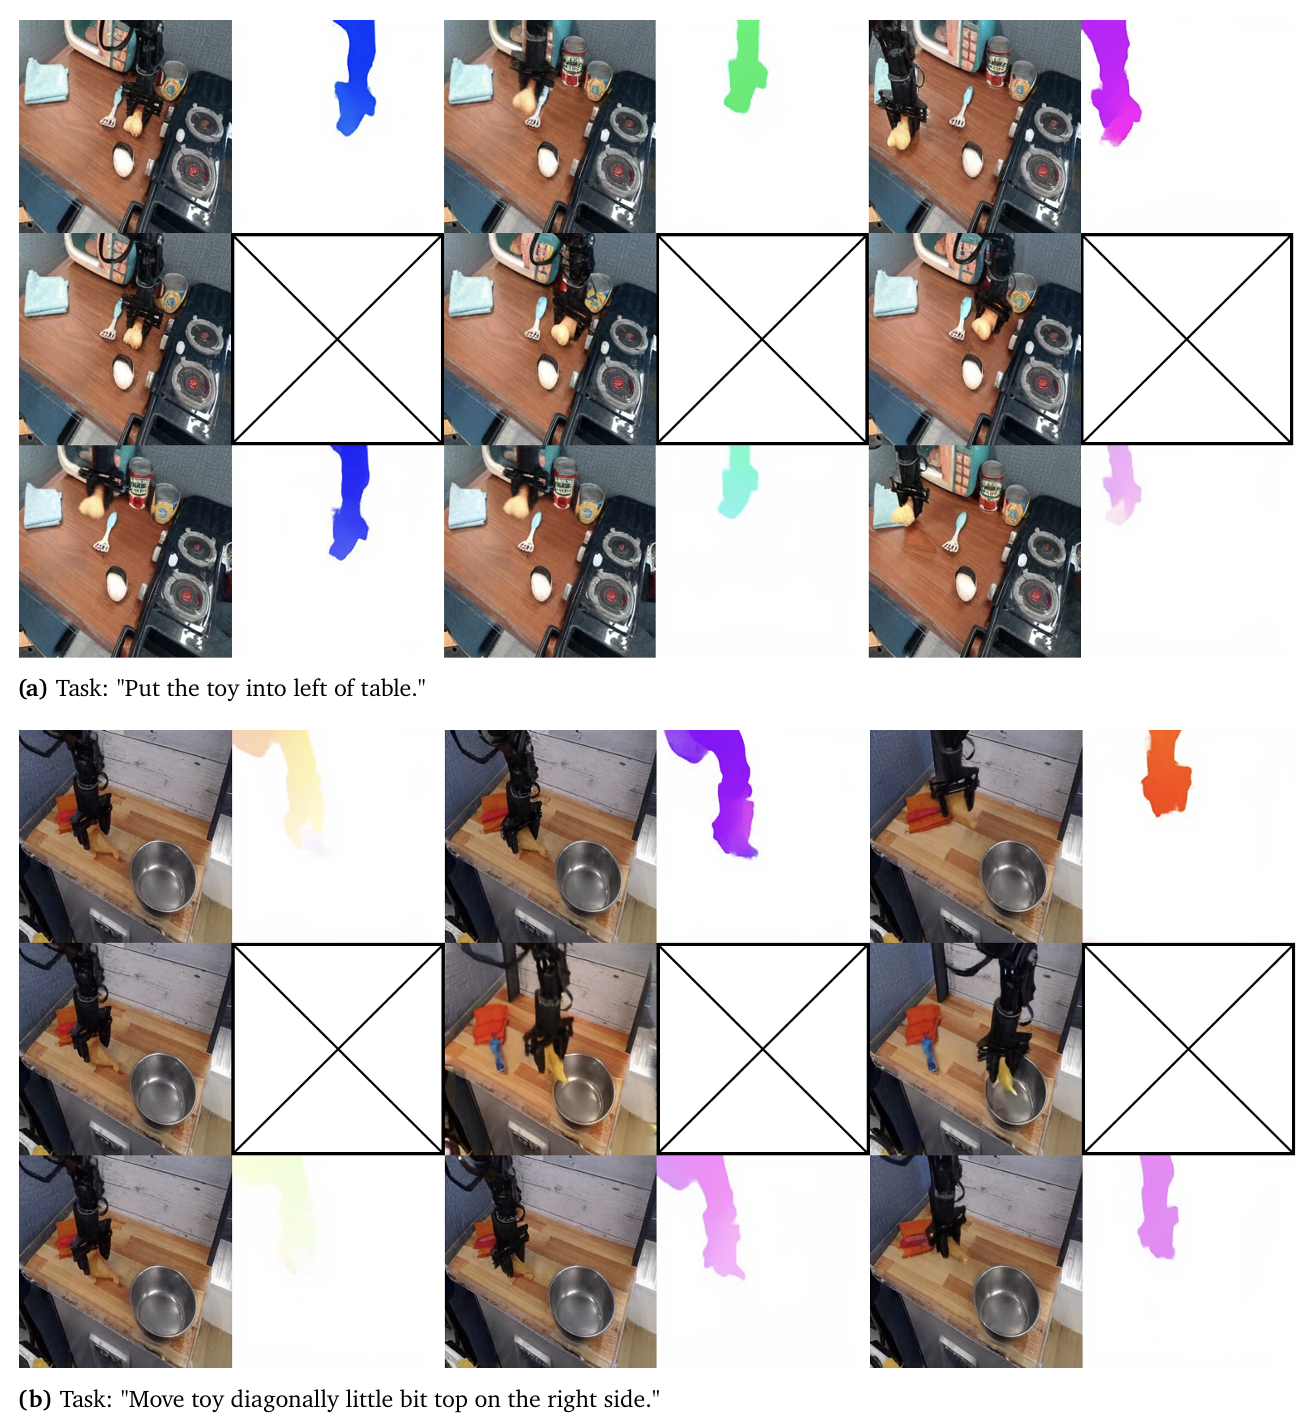 (a) Task: "Put the toy into left of table."
(b) Task: "Move toy diagonally little bit top on the right side."